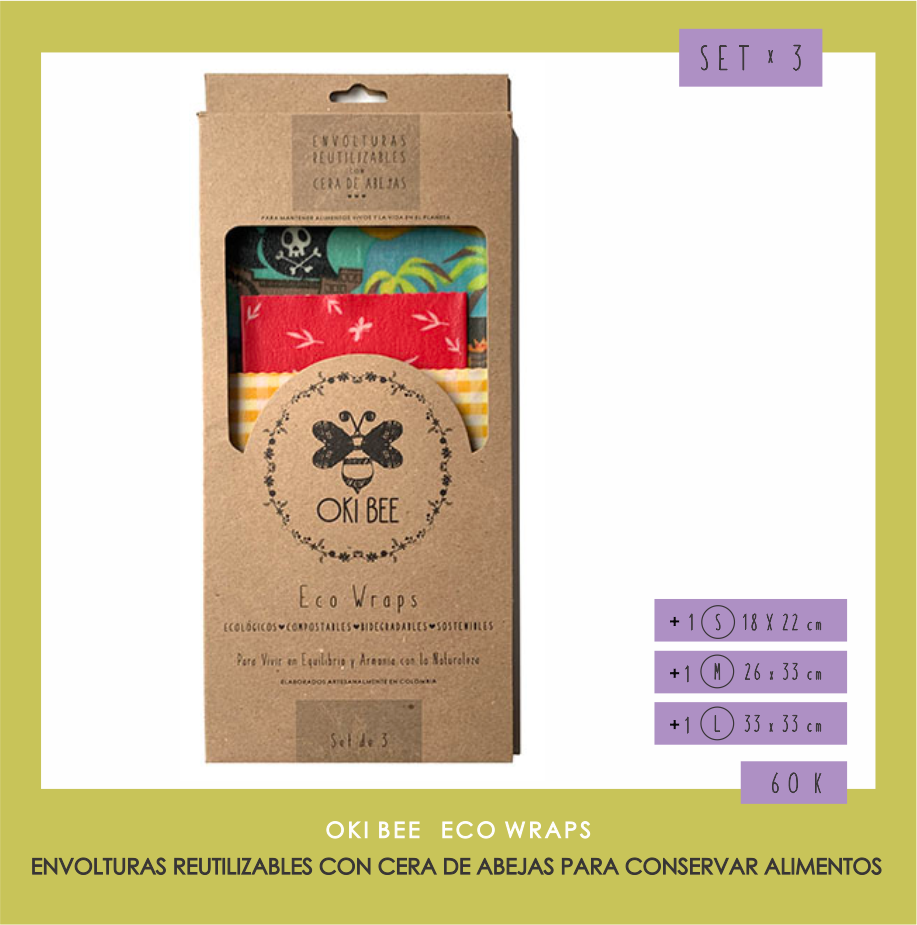 SET x 3
ENVOLTURAS
REUTILIZABLES
CON
CERA DE ABEJAS
PARA MANTENER ALIMENTOS VIVOS Y LA VIDA EN EL PLANETA
OKI BEE
Eco Wraps
ECOLÓGICOS♥COMPOSTABLES♥BIDEGRADABLES♥SOSTENIBLES
Para Vivir en Equilibrio y Armonía con la Naturaleza
ELABORADOS ARTESANALMENTE EN COLOMBIA
Set de 3
+ 1 S 18 X 22 cm
+1 M 26 x 33 cm
+1 L 33 x 33 cm
60 K
OKI BEE ECO WRAPS
ENVOLTURAS REUTILIZABLES CON CERA DE ABEJAS PARA CONSERVAR ALIMENTOS